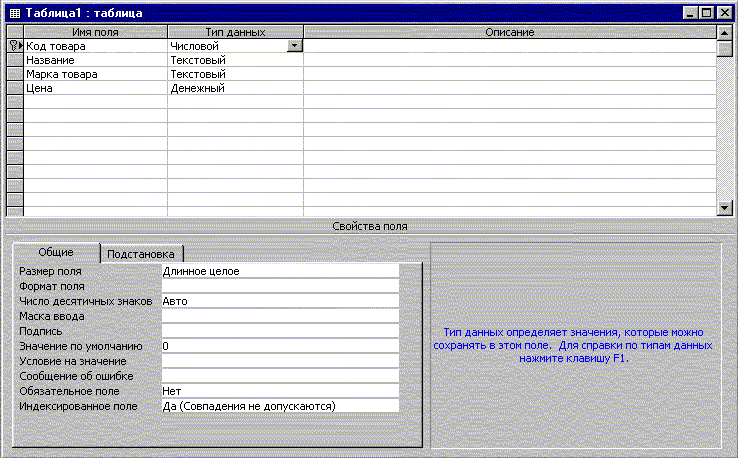 Таблица1 : таблица
Имя поля Тип данных Описание
Код товара Числовой
Название Текстовый
Марка товара Текстовый
Цена Денежный
Свойства поля
Общие Подстановка
Размер поля Длинное целое
Формат поля
Число десятичных знаков Авто
Маска ввода
Подпись
Значение по умолчанию 0
Условие на значение
Сообщение об ошибке
Обязательное поле Нет
Индексированное поле Да (Совпадения не допускаются)
Тип данных определяет значения, которые можно
сохранять в этом поле. Для справки по типам данных
нажмите клавишу F1.